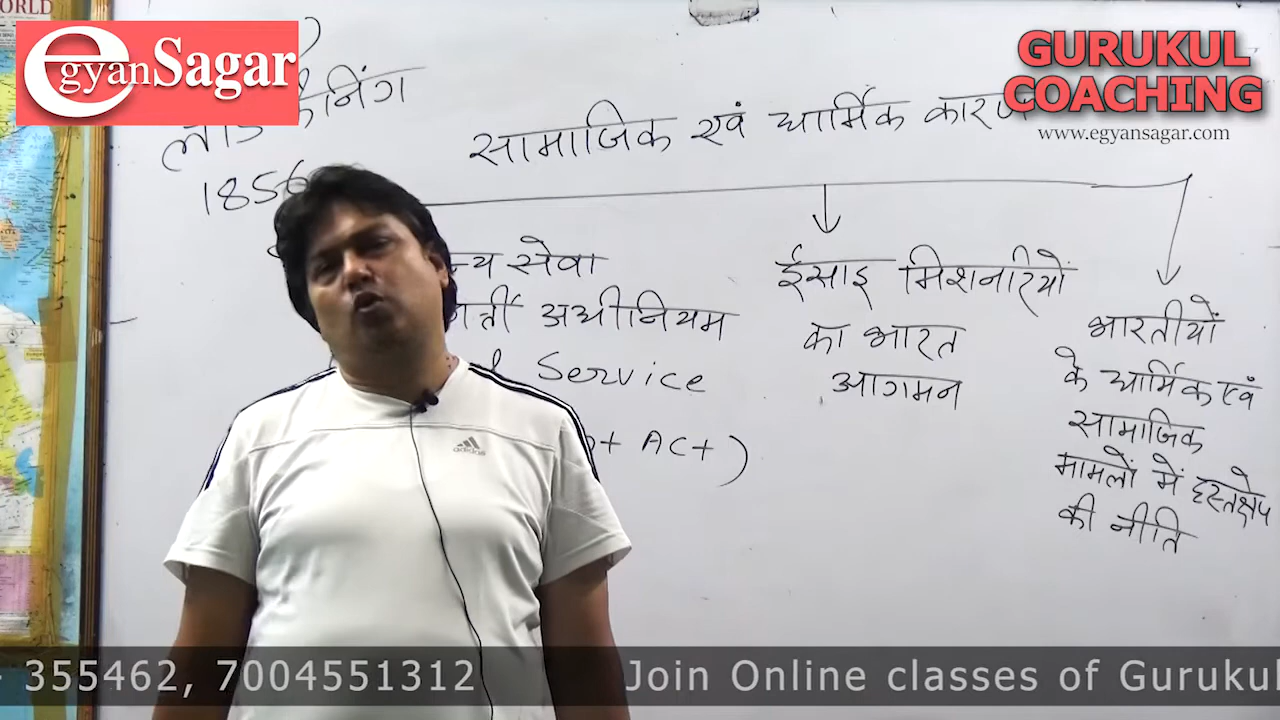 ORLD
egyanSagar
GURUKUL
COACHING
www.egyansagar.com
लार्ड कैनिंग
1856
सामाजिक एवं धार्मिक कारण
सेवा
अधीनियम
Service
AC+)
ईसाइ मिशनरियों
का भारत
आगमन
भारतीयों
के धार्मिक एवं
सामाजिक
मामलों में हस्तक्षेप
की नीति
355462, 7004551312 Join Online classes of Gurukul